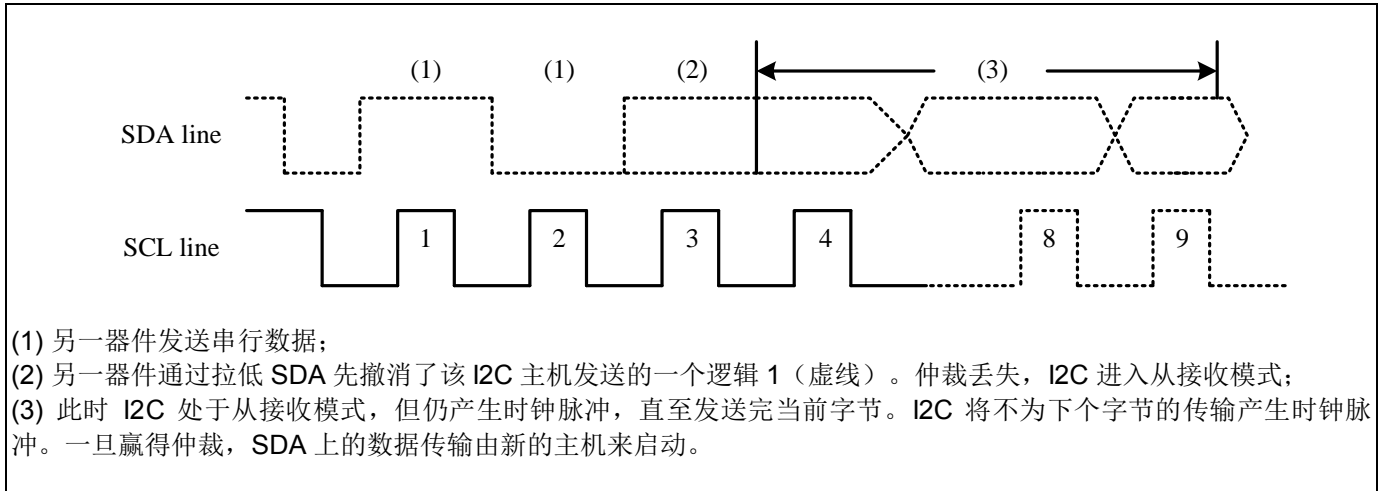 (1) (1) (2) (3)
SDA line
SCL line 1 2 3 4 8 9
(1) 另一器件发送串行数据；
(2) 另一器件通过拉低 SDA 先撤消了该 I2C 主机发送的一个逻辑 1（虚线）。仲裁丢失，I2C 进入从接收模式；
(3) 此时 I2C 处于从接收模式，但仍产生时钟脉冲，直至发送完当前字节。I2C 将不为下个字节的传输产生时钟脉
冲。一旦赢得仲裁，SDA 上的数据传输由新的主机来启动。